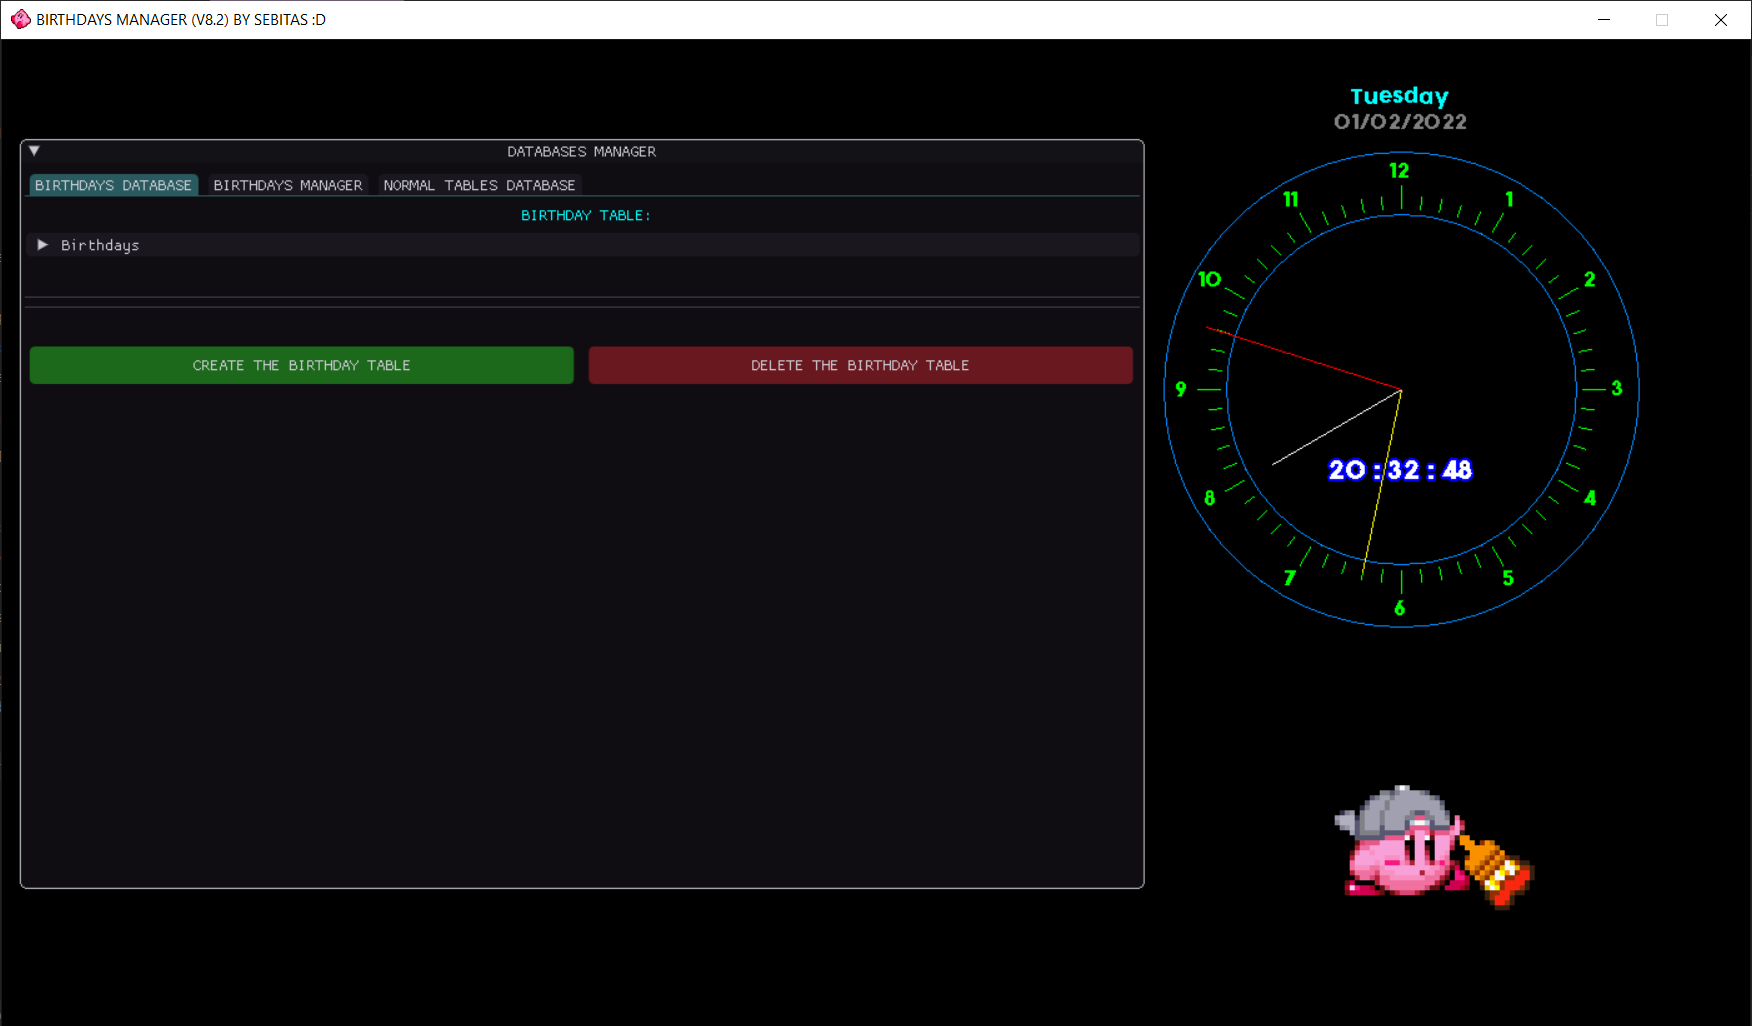 BIRTHDAYS MANAGER (V8.2) BY SEBITAS :D
DATABASES MANAGER
BIRTHDAYS DATABASE
BIRTHDAYS MANAGER
NORMAL TABLES DATABASE
BIRTHDAY TABLE:
Birthdays
CREATE THE BIRTHDAY TABLE
DELETE THE BIRTHDAY TABLE
Tuesday
01/02/2022
12
1
2
3
4
5
6
7
8
9
10
11
20:32:48